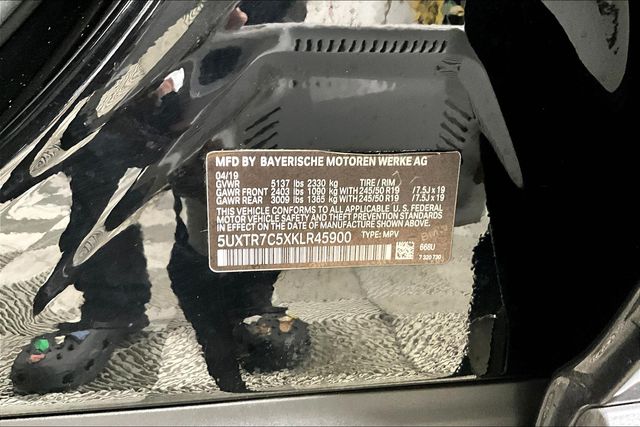 MFD BY BAYERISCHE MOTOREN WERKE AG
04/19
GVWR 5137 lbs 2330 kg TIRE / RIM
GAWR FRONT 2403 lbs 1090 kg WITH 245/50 R19 /7.5J x 19
GAWR REAR 3009 lbs 1365 kg WITH 245/50 R19 /7.5J x 19
THIS VEHICLE CONFORMS TO ALL APPLICABLE U.S. FEDERAL
MOTOR VEHICLE SAFETY AND THEFT PREVENTION STANDARDS
IN EFFECT ON THE DATE OF MANUFACTURE SHOWN ABOVE.
5UXTR7C5XKLR45900 TYPE: MPV
668U
7 320 730